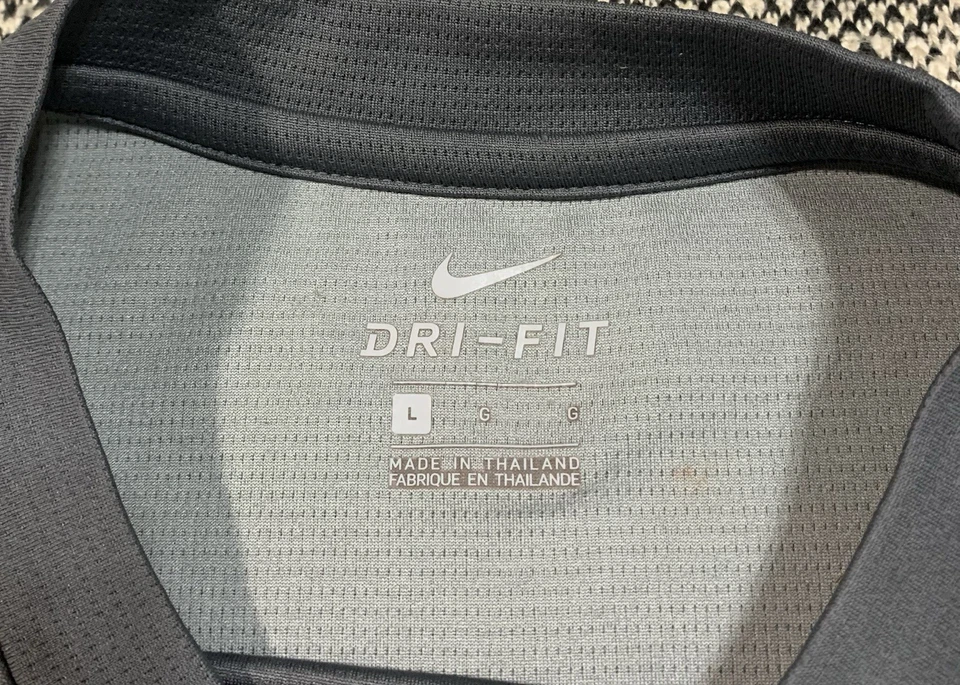 DRI-FIT
L G G
MADE IN THAILAND
FABRIQUE EN THAILANDE